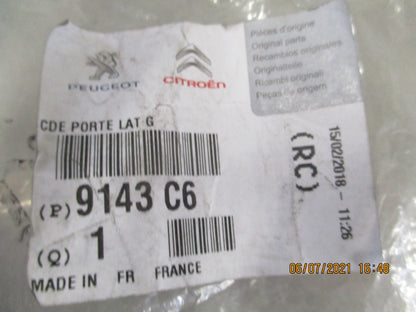 PEUGEOT
CITROËN
Pièces d'origine
Original parts
Recambios originales
Originalteile
Ricambi originali
Peças de origem
CDE PORTE LAT G
(P) 9143 C6
(Q) 1
MADE IN FR FRANCE
(RC)
15/02/2018 - 11:26
06/07/2021 16:48